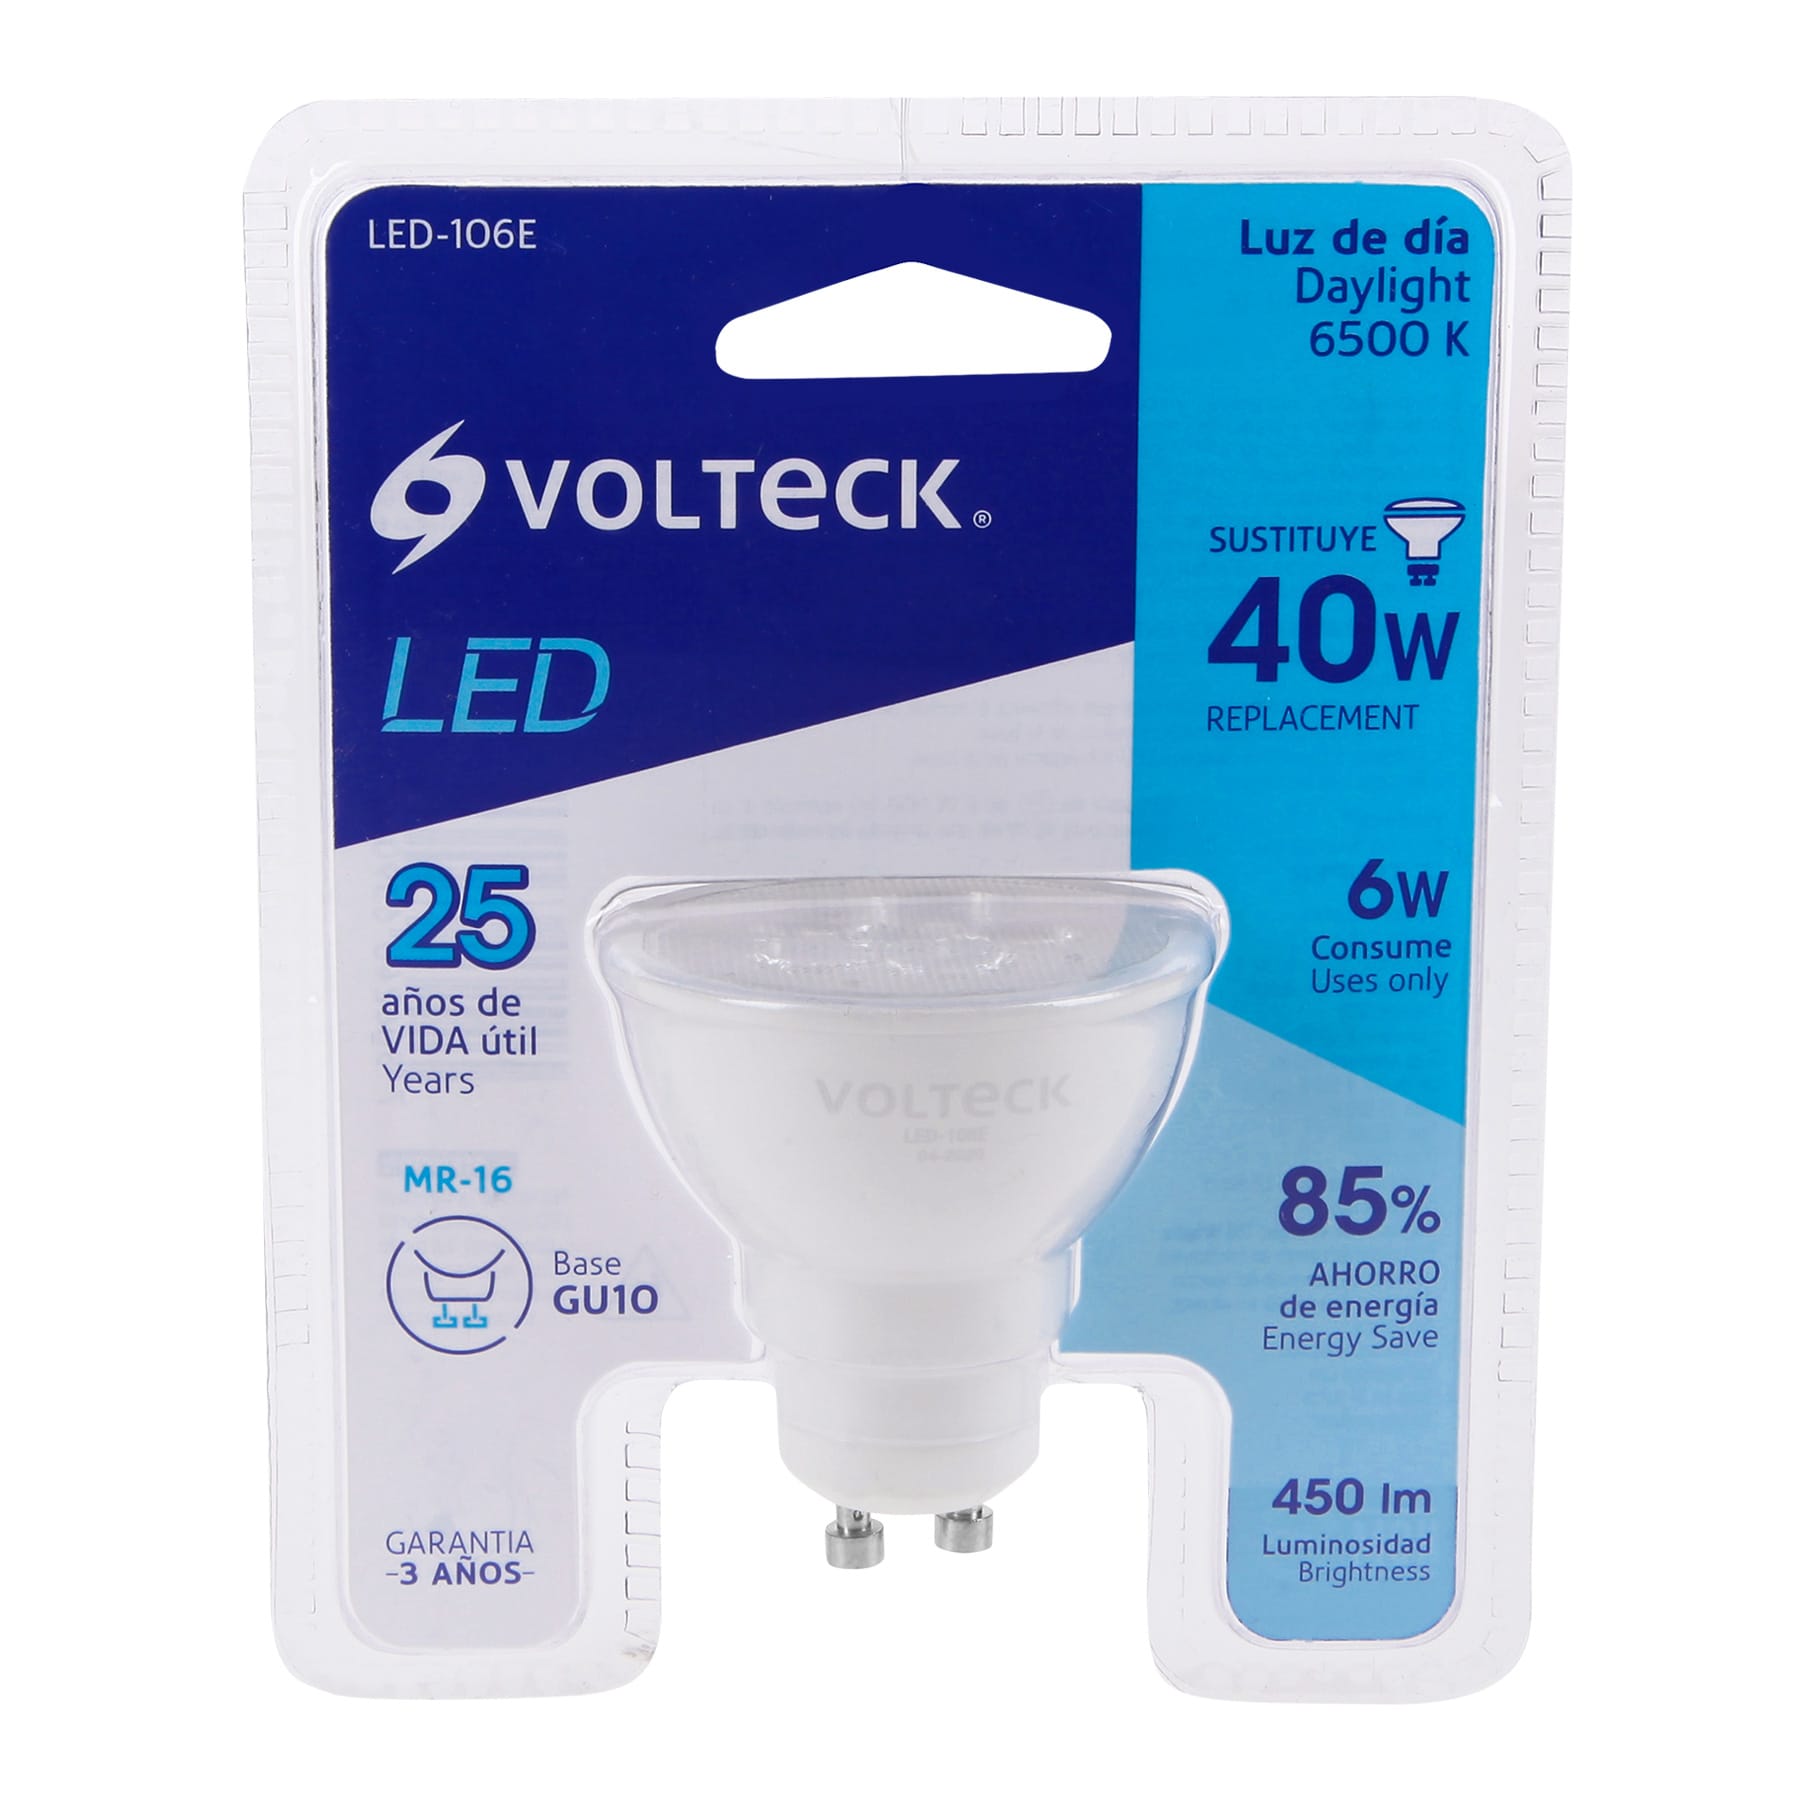 LED-106E
Luz de día
Daylight
6500 K
VOLTECK®
LED
SUSTITUYE
40W
REPLACEMENT
6W
Consume
Uses only
25
años de
VIDA útil
Years
VOLTECK
LED-106E
MR-16
Base
GU10
85%
AHORRO
de energía
Energy Save
GARANTIA
-3 AÑOS-
450 lm
Luminosidad
Brightness